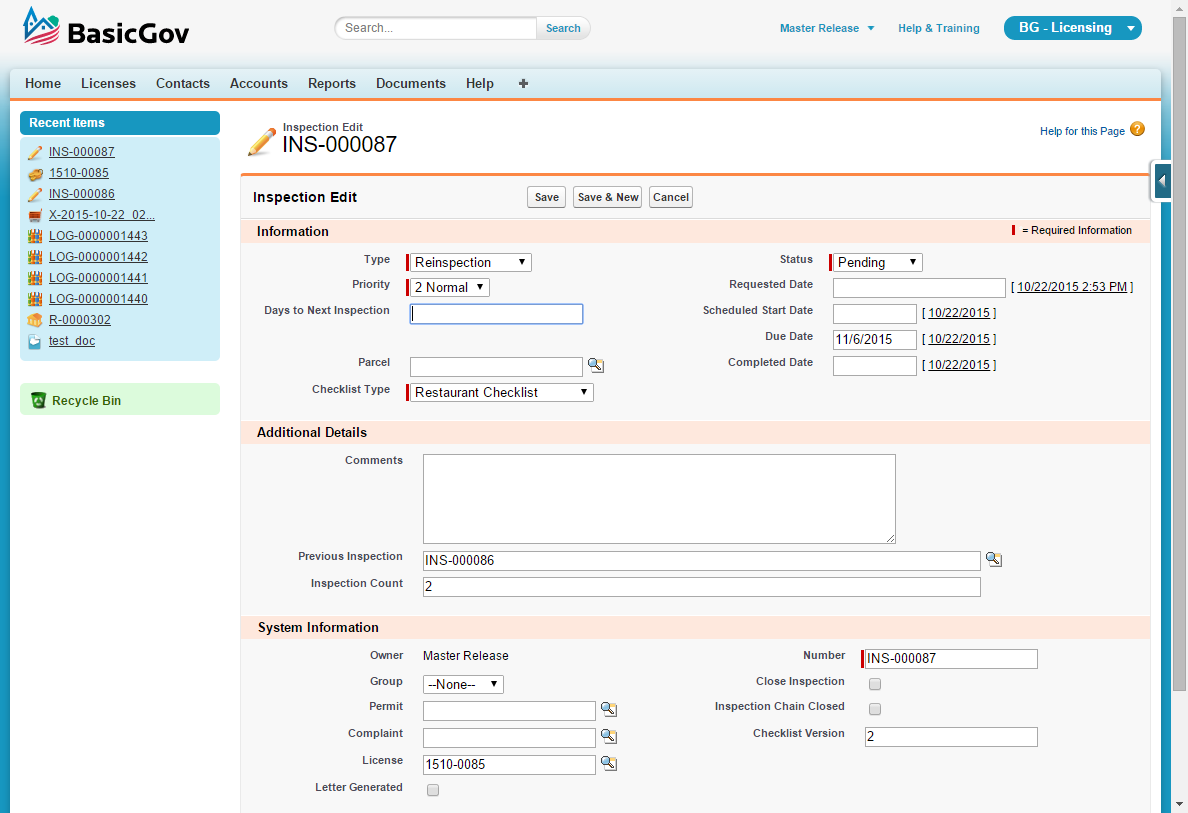 BasicGov
Search...
Search
Master Release
Help & Training
BG - Licensing
Home Licenses Contacts Accounts Reports Documents Help +
Recent Items
INS-000087
1510-0085
INS-000086
X-2015-10-22_02...
LOG-0000001443
LOG-0000001442
LOG-0000001441
LOG-0000001440
R-0000302
test_doc
Recycle Bin
Inspection Edit
INS-000087
Help for this Page ?
Inspection Edit
Save Save & New Cancel
Information
= Required Information
Type Reinspection
Status Pending
Priority 2 Normal
Requested Date [ 10/22/2015 2:53 PM ]
Days to Next Inspection
Scheduled Start Date [ 10/22/2015 ]
Due Date 11/6/2015 [ 10/22/2015 ]
Parcel
Completed Date [ 10/22/2015 ]
Checklist Type Restaurant Checklist
Additional Details
Comments
Previous Inspection INS-000086
Inspection Count 2
System Information
Owner Master Release
Number INS-000087
Group --None--
Close Inspection
Permit
Inspection Chain Closed
Complaint
Checklist Version 2
License 1510-0085
Letter Generated